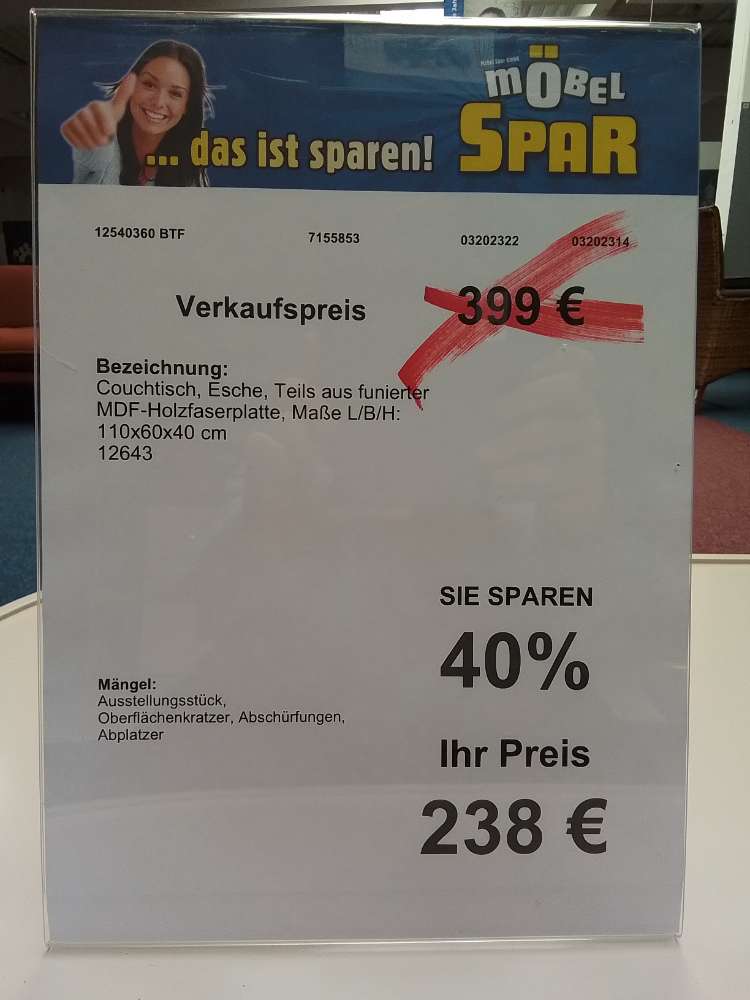 MÖBEL
SPAR
... das ist sparen!
12540360 BTF 7155853 03202322 03202314
Verkaufspreis 399 €
Bezeichnung:
Couchtisch, Esche, Teils aus funierter
MDF-Holzfaserplatte, Maße L/B/H:
110x60x40 cm
12643
SIE SPAREN
40%
Mängel:
Ausstellungsstück,
Oberflächenkratzer, Abschürfungen,
Abplatzer
Ihr Preis
238 €